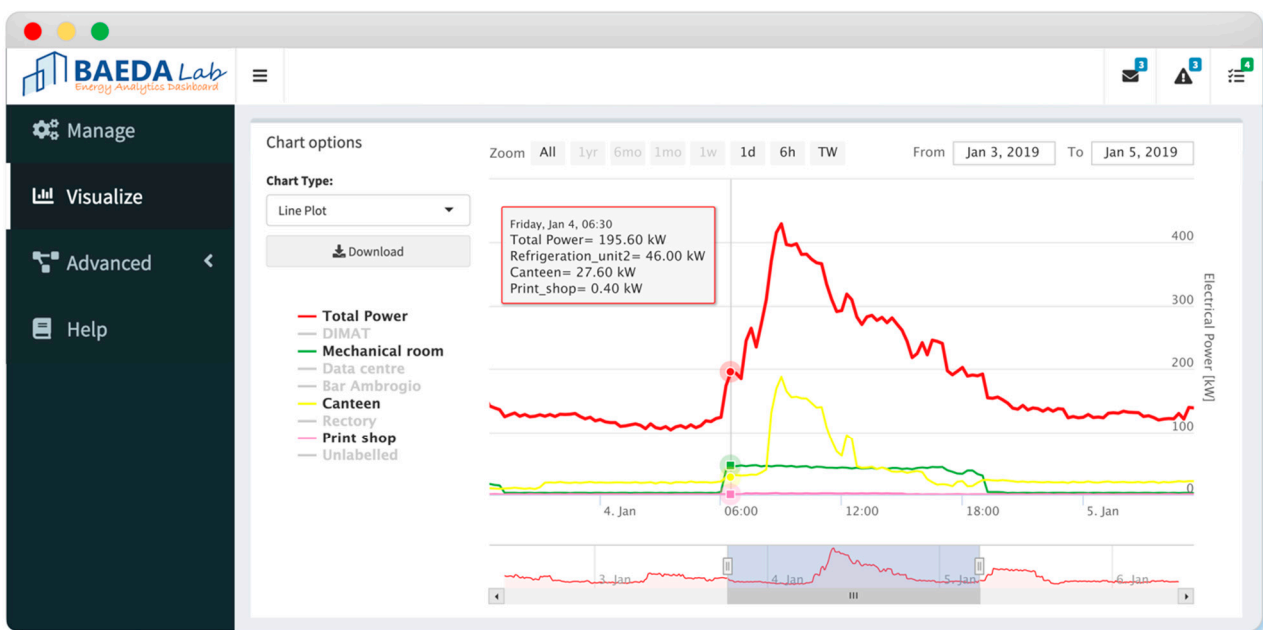 BAEDA Lab
Energy Analytics Dashboard
3
3
4
Manage
Visualize
Advanced
Help
Chart options
Chart Type:
Line Plot
Download
Total Power
DIMAT
Mechanical room
Data centre
Bar Ambrogio
Canteen
Rectory
Print shop
Unlabelled
Zoom All 1yr 6mo 1mo 1w 1d 6h TW
From Jan 3, 2019 To Jan 5, 2019
Friday, Jan 4, 06:30
Total Power= 195.60 kW
Refrigeration_unit2= 46.00 kW
Canteen= 27.60 kW
Print_shop= 0.40 kW
400
300
200
100
0
Electrical Power [kW]
4. Jan 06:00 12:00 18:00 5. Jan
3. Jan 4. Jan 5. Jan 6. Jan